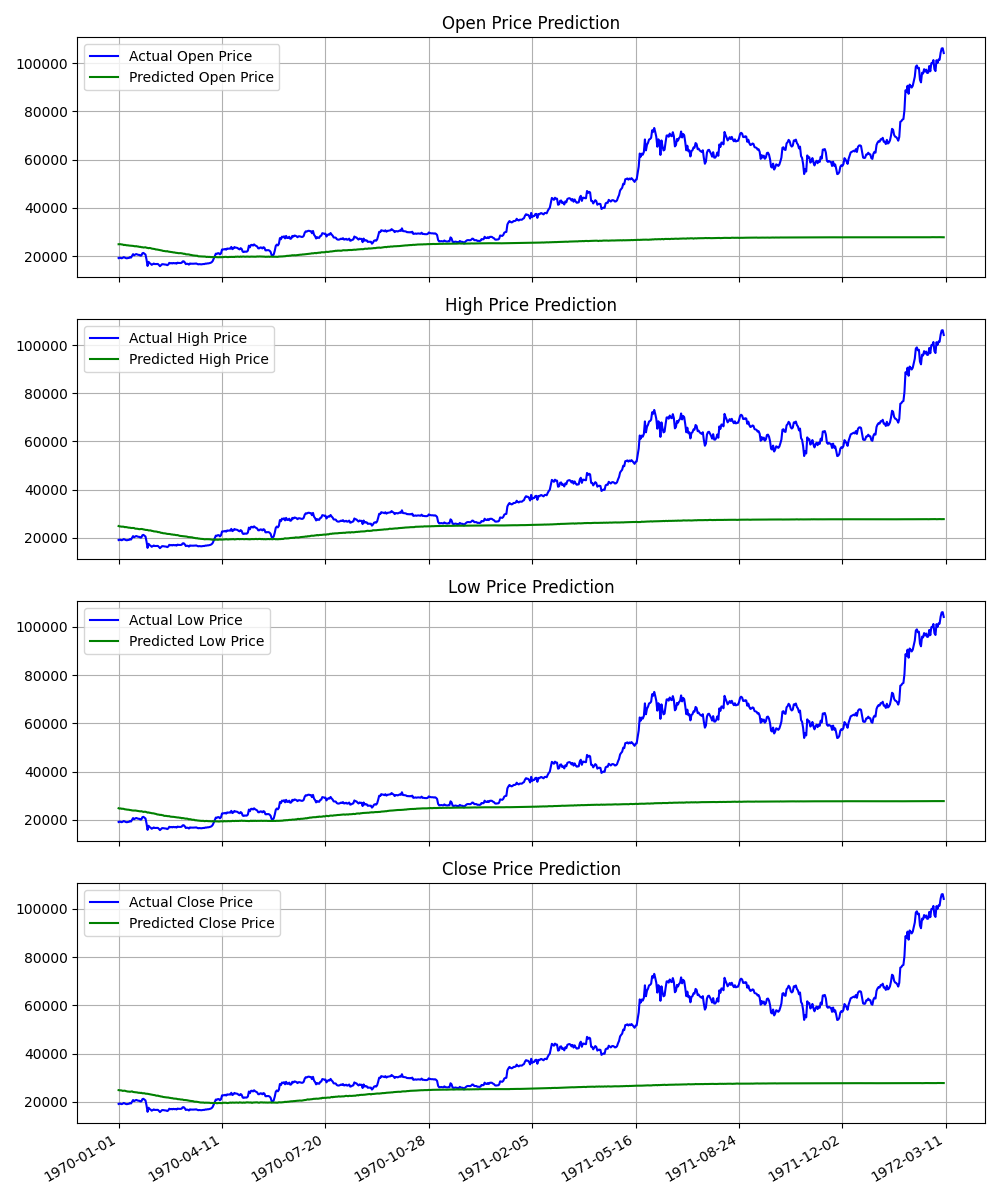 Open Price Prediction
Actual Open Price
Predicted Open Price
100000
80000
60000
40000
20000
High Price Prediction
Actual High Price
Predicted High Price
100000
80000
60000
40000
20000
Low Price Prediction
Actual Low Price
Predicted Low Price
100000
80000
60000
40000
20000
Close Price Prediction
Actual Close Price
Predicted Close Price
100000
80000
60000
40000
20000
1970-01-01
1970-04-11
1970-07-20
1970-10-28
1971-02-05
1971-05-16
1971-08-24
1971-12-02
1972-03-11